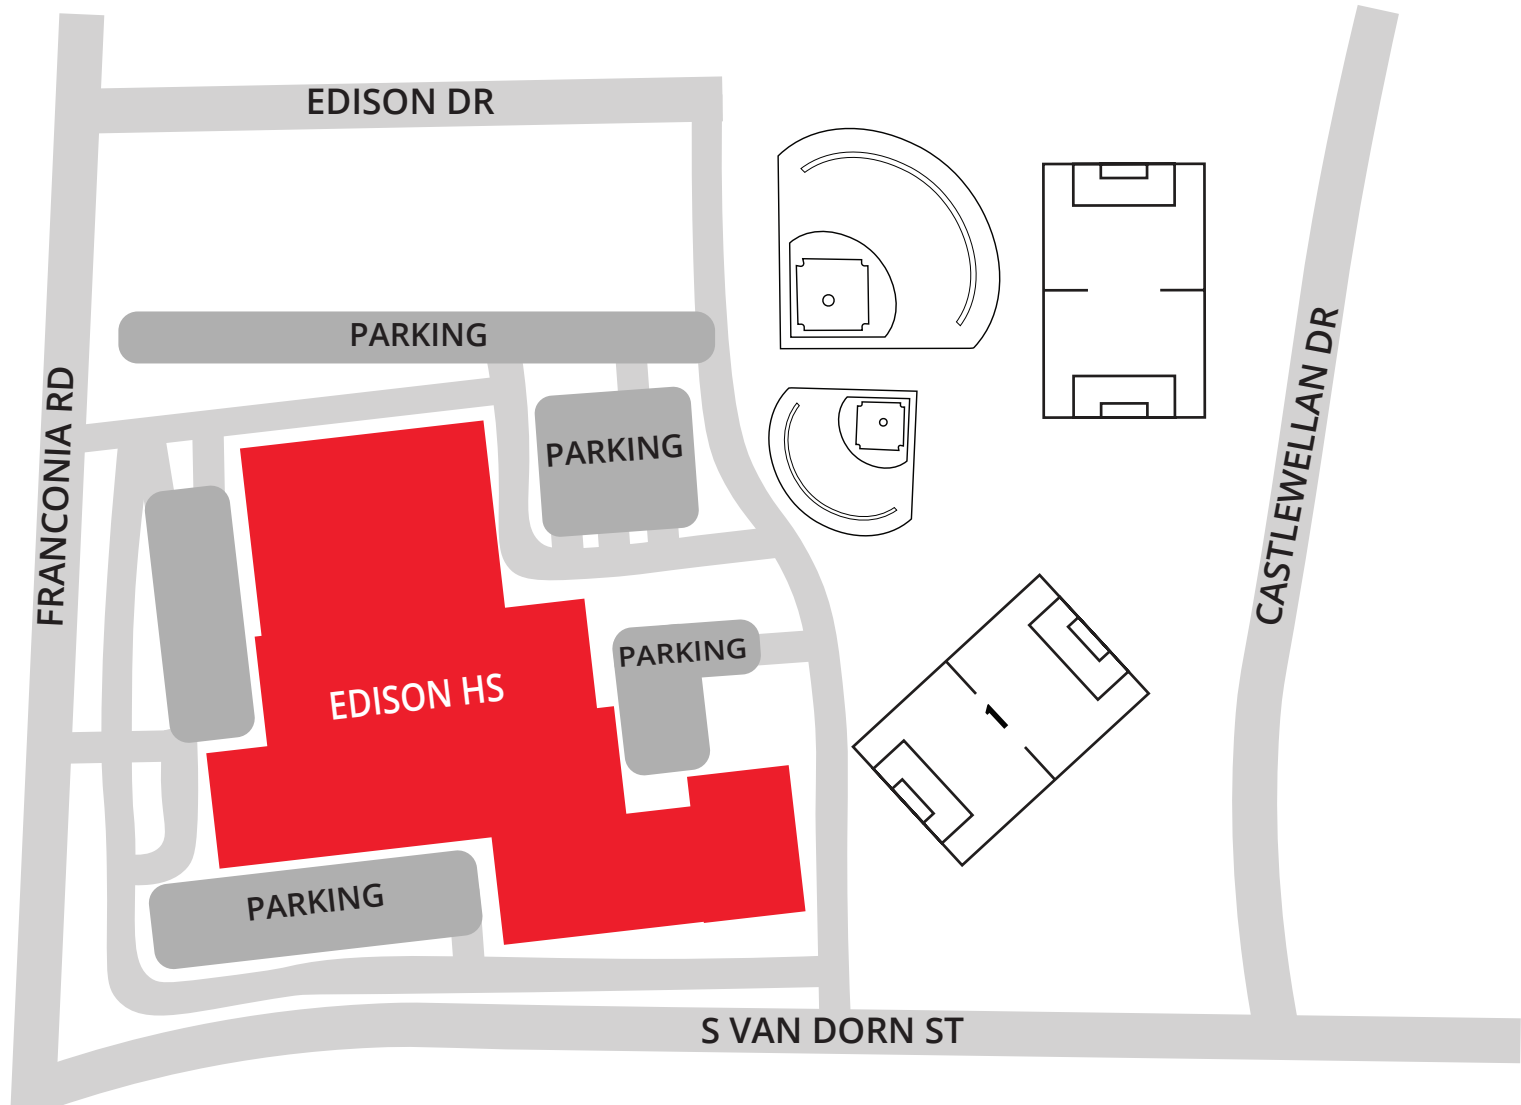 EDISON DR
PARKING
CASTLEWELLAN DR
FRANCONIA RD
PARKING
PARKING
EDISON HS
1
PARKING
S VAN DORN ST